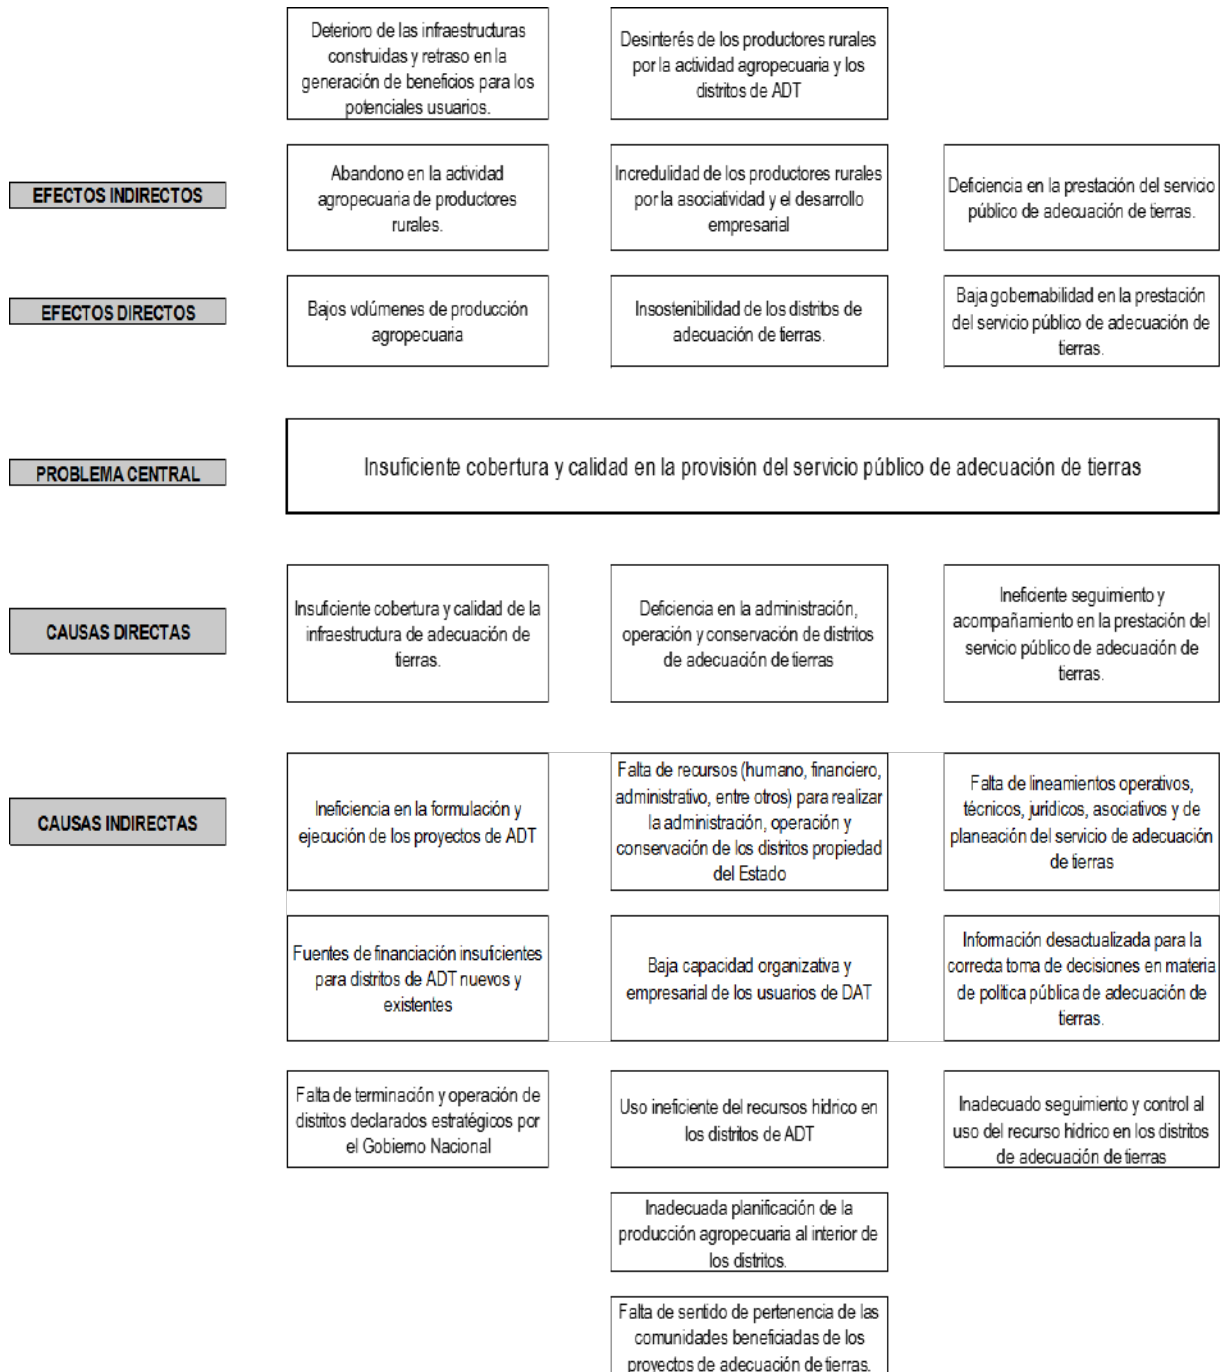 Deterioro de las infraestructuras
construidas y retraso en la
generación de beneficios para los
potenciales usuarios.
Desinterés de los productores rurales
por la actividad agropecuaria y los
distritos de ADT
EFECTOS INDIRECTOS
Abandono en la actividad
agropecuaria de productores
rurales.
Incredulidad de los productores rurales
por la asociatividad y el desarrollo
empresarial
Deficiencia en la prestación del servicio
público de adecuación de tierras.
EFECTOS DIRECTOS
Bajos volúmenes de producción
agropecuaria
Insostenibilidad de los distritos de
adecuación de tierras.
Baja gobernabilidad en la prestación
del servicio público de adecuación de
tierras.
PROBLEMA CENTRAL
Insuficiente cobertura y calidad en la provisión del servicio público de adecuación de tierras
CAUSAS DIRECTAS
Insuficiente cobertura y calidad de la
infraestructura de adecuación de
tierras.
Deficiencia en la administración,
operación y conservación de distritos
de adecuación de tierras
Ineficiente seguimiento y
acompañamiento en la prestación del
servicio público de adecuación de
tierras.
CAUSAS INDIRECTAS
Ineficiencia en la formulación y
ejecución de los proyectos de ADT
Falta de recursos (humano, financiero,
administrativo, entre otros) para realizar
la administración, operación y
conservación de los distritos propiedad
del Estado
Falta de lineamientos operativos,
técnicos, jurídicos, asociativos y de
planeación del servicio de adecuación
de tierras
Fuentes de financiación insuficientes
para distritos de ADT nuevos y
existentes
Baja capacidad organizativa y
empresarial de los usuarios de DAT
Información desactualizada para la
correcta toma de decisiones en materia
de política pública de adecuación de
tierras.
Falta de terminación y operación de
distritos declarados estratégicos por
el Gobierno Nacional
Uso ineficiente del recursos hídrico en
los distritos de ADT
Inadecuado seguimiento y control al
uso del recurso hídrico en los distritos
de adecuación de tierras
Inadecuada planificación de la
producción agropecuaria al interior de
los distritos.
Falta de sentido de pertenencia de las
comunidades beneficiadas de los
proyectos de adecuación de tierras.